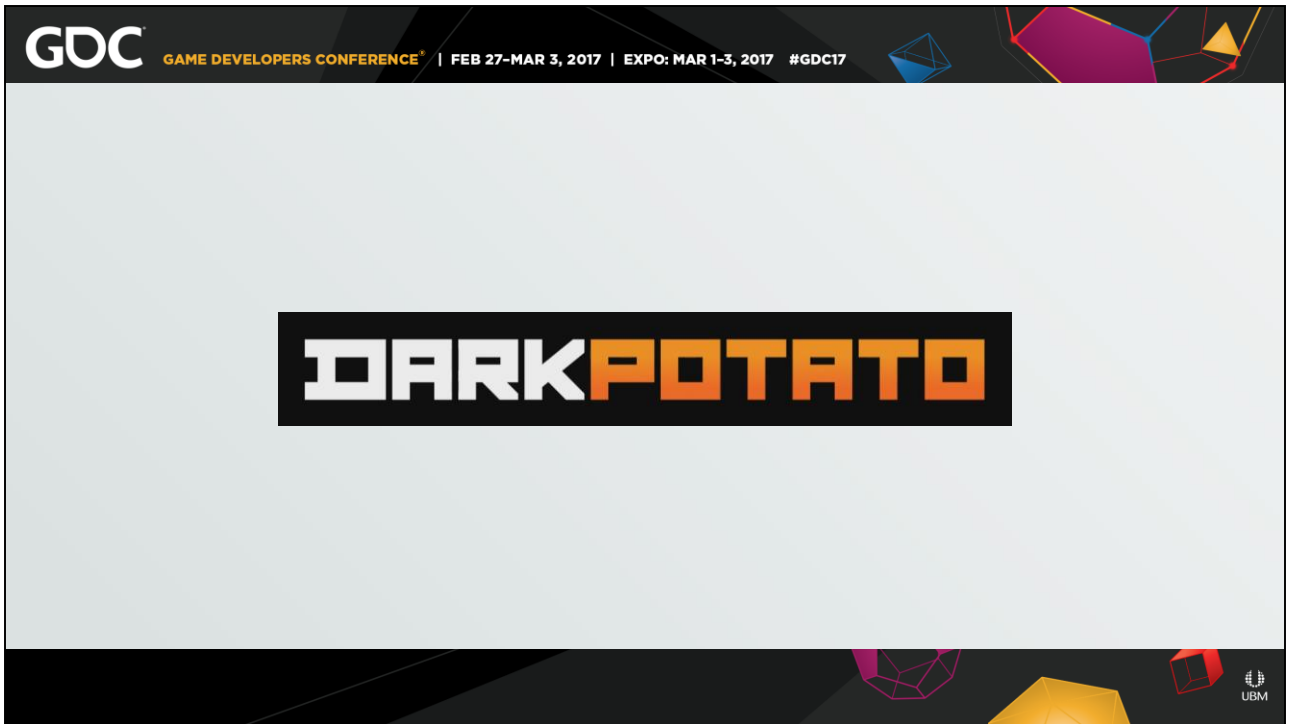 GDC GAME DEVELOPERS CONFERENCE® | FEB 27–MAR 3, 2017 | EXPO: MAR 1–3, 2017 #GDC17
DARKPOTATO
UBM